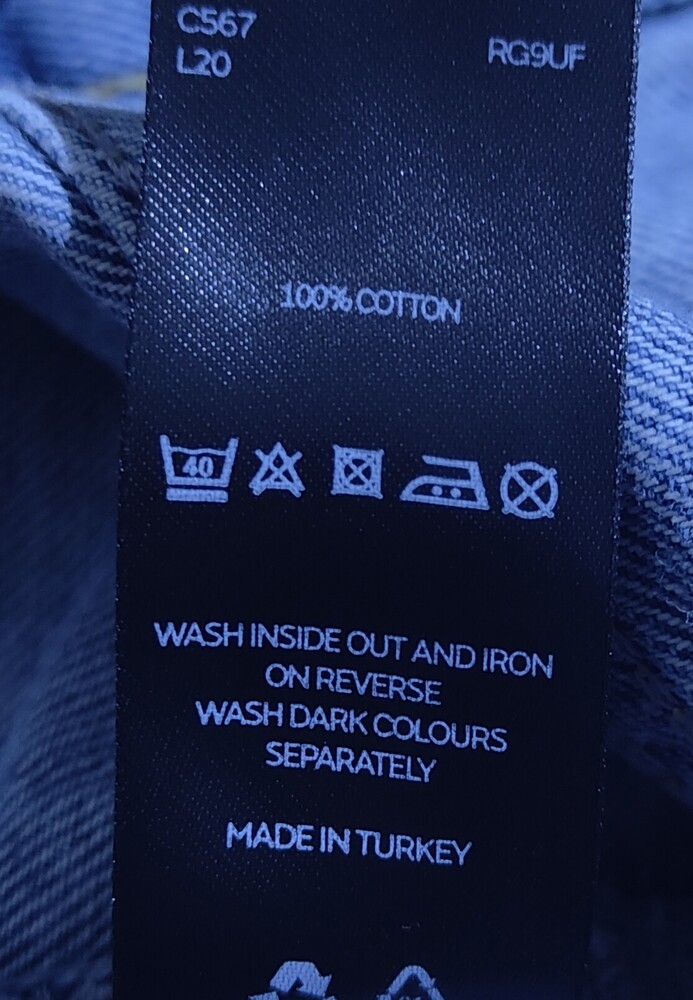 C567
L20
RG9UF
100% COTTON
40
WASH INSIDE OUT AND IRON
ON REVERSE
WASH DARK COLOURS
SEPARATELY
MADE IN TURKEY